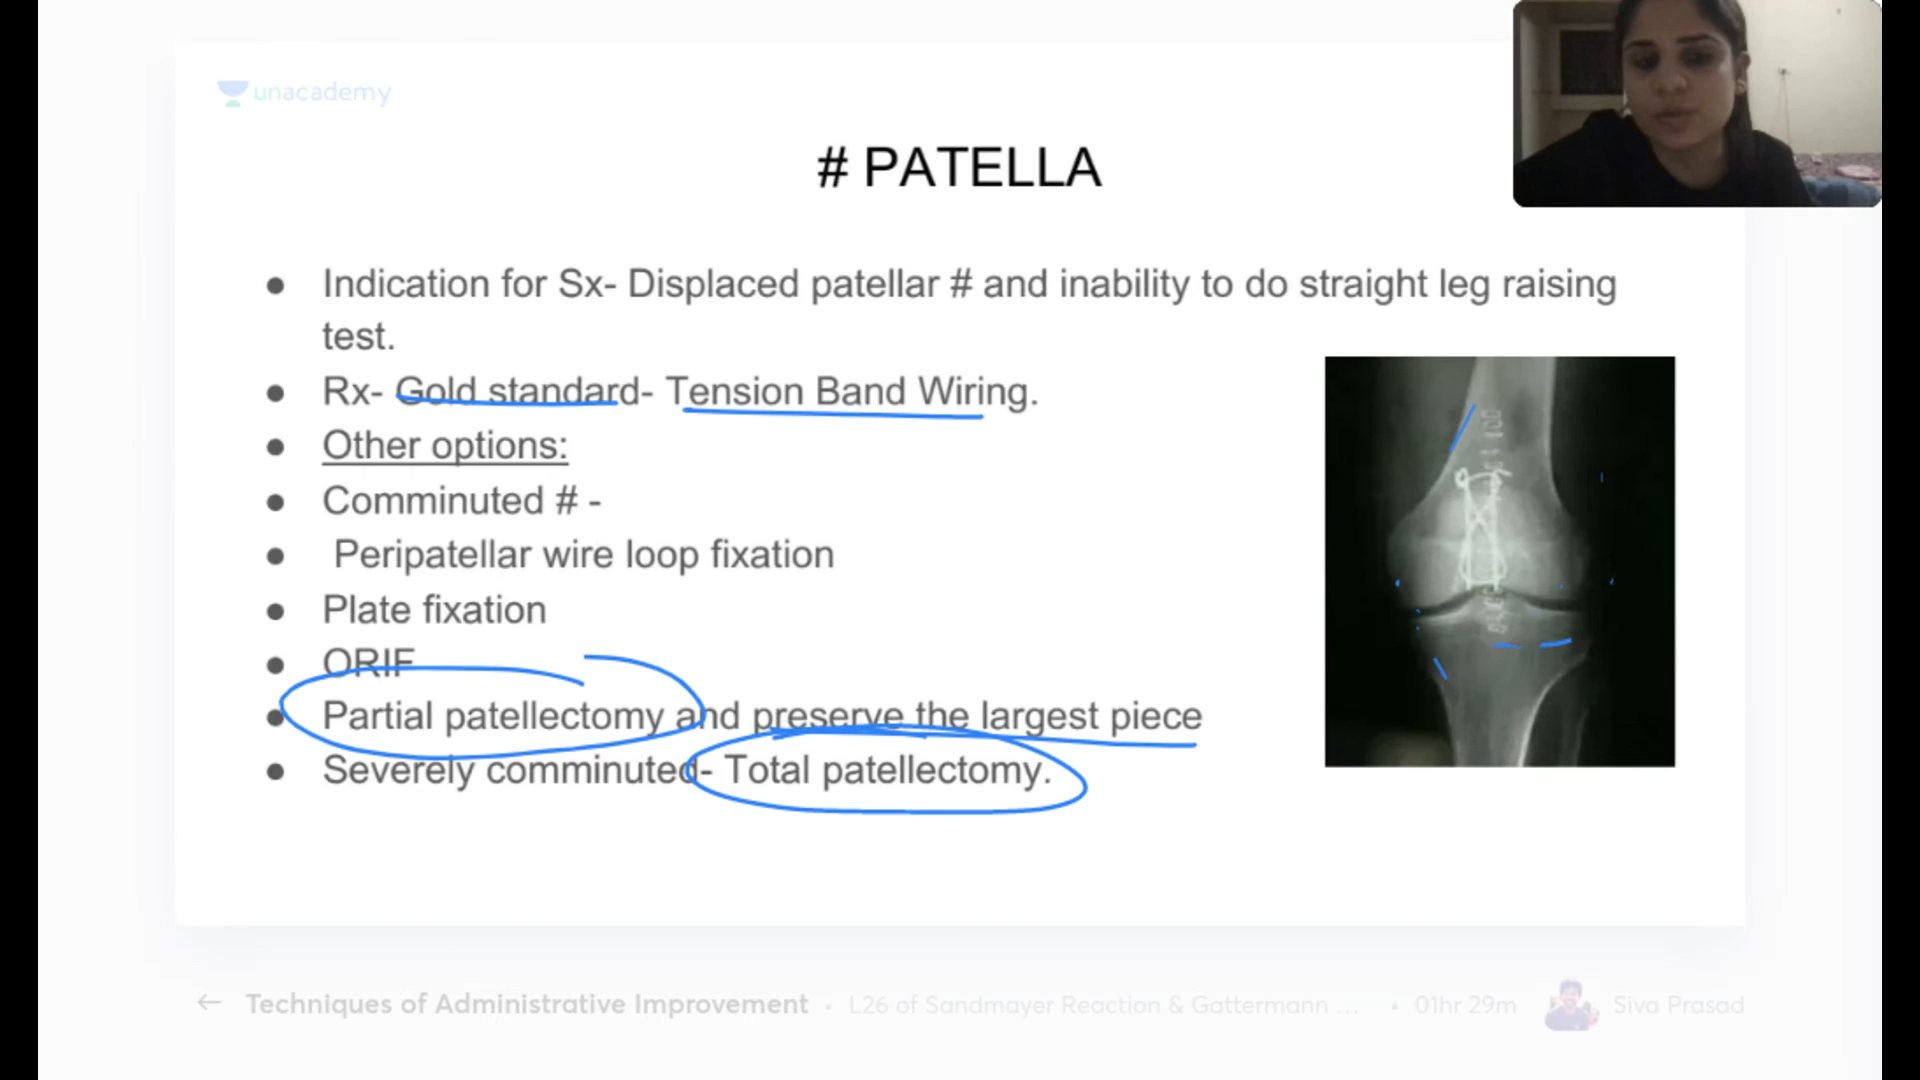 unacademy
# PATELLA
● Indication for Sx- Displaced patellar # and inability to do straight leg raising
test.
● Rx- Gold standard- Tension Band Wiring.
● Other options:
● Comminuted # -
● Peripatellar wire loop fixation
● Plate fixation
● ORIF
● Partial patellectomy and preserve the largest piece
● Severely comminuted- Total patellectomy.
← Techniques of Administrative Improvement • L26 of Sandmayer Reaction & Gattermann ... • 01hr 29m Siva Prasad